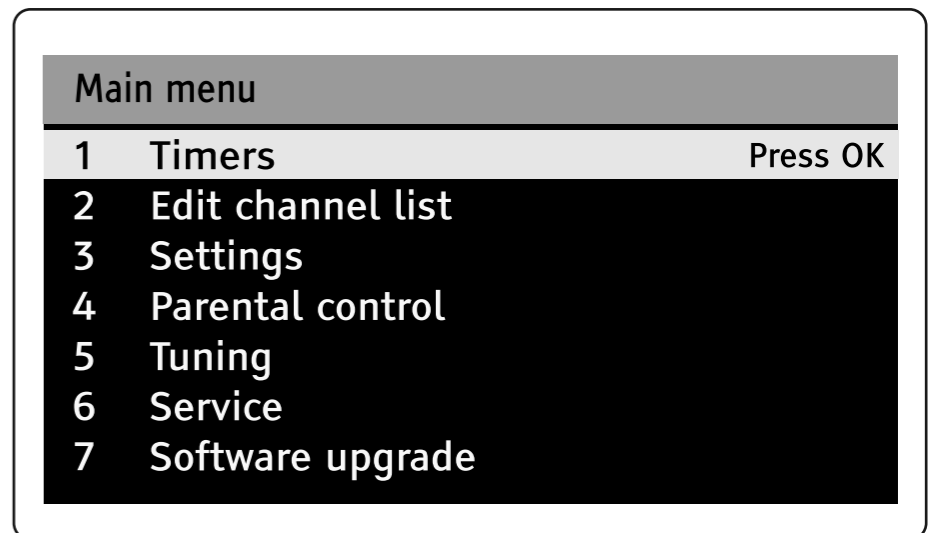 Main menu
1 Timers Press OK
2 Edit channel list
3 Settings
4 Parental control
5 Tuning
6 Service
7 Software upgrade